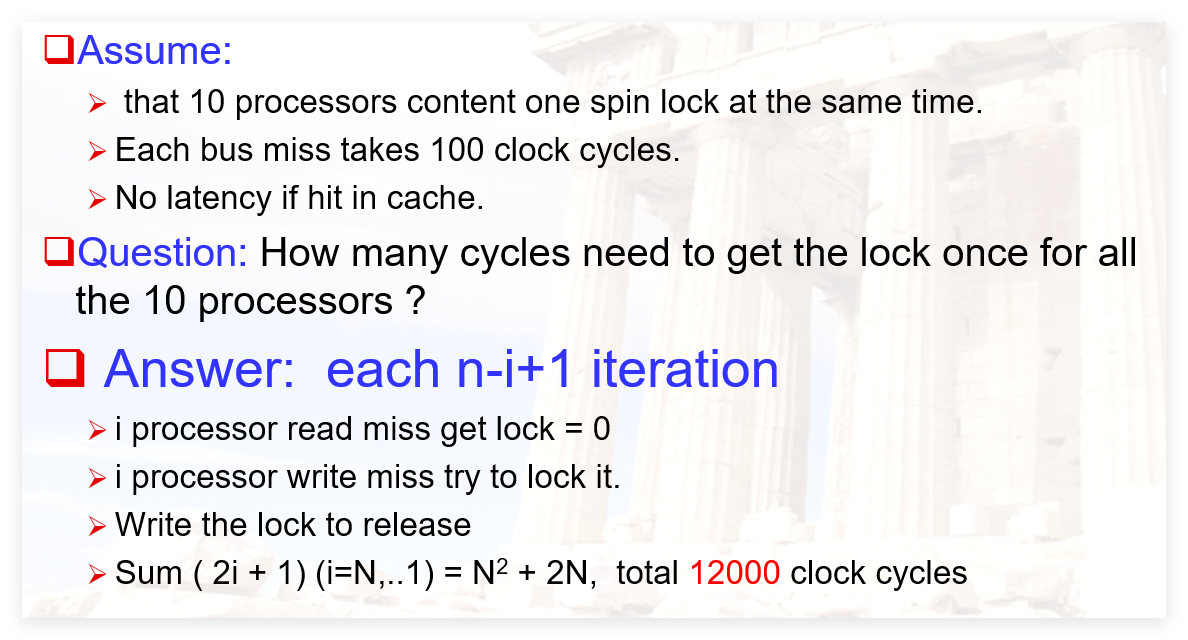 Assume:
that 10 processors content one spin lock at the same time.
Each bus miss takes 100 clock cycles.
No latency if hit in cache.
Question: How many cycles need to get the lock once for all
the 10 processors ?
Answer: each n-i+1 iteration
i processor read miss get lock = 0
i processor write miss try to lock it.
Write the lock to release
Sum ( 2i + 1) (i=N,..1) = N² + 2N, total 12000 clock cycles